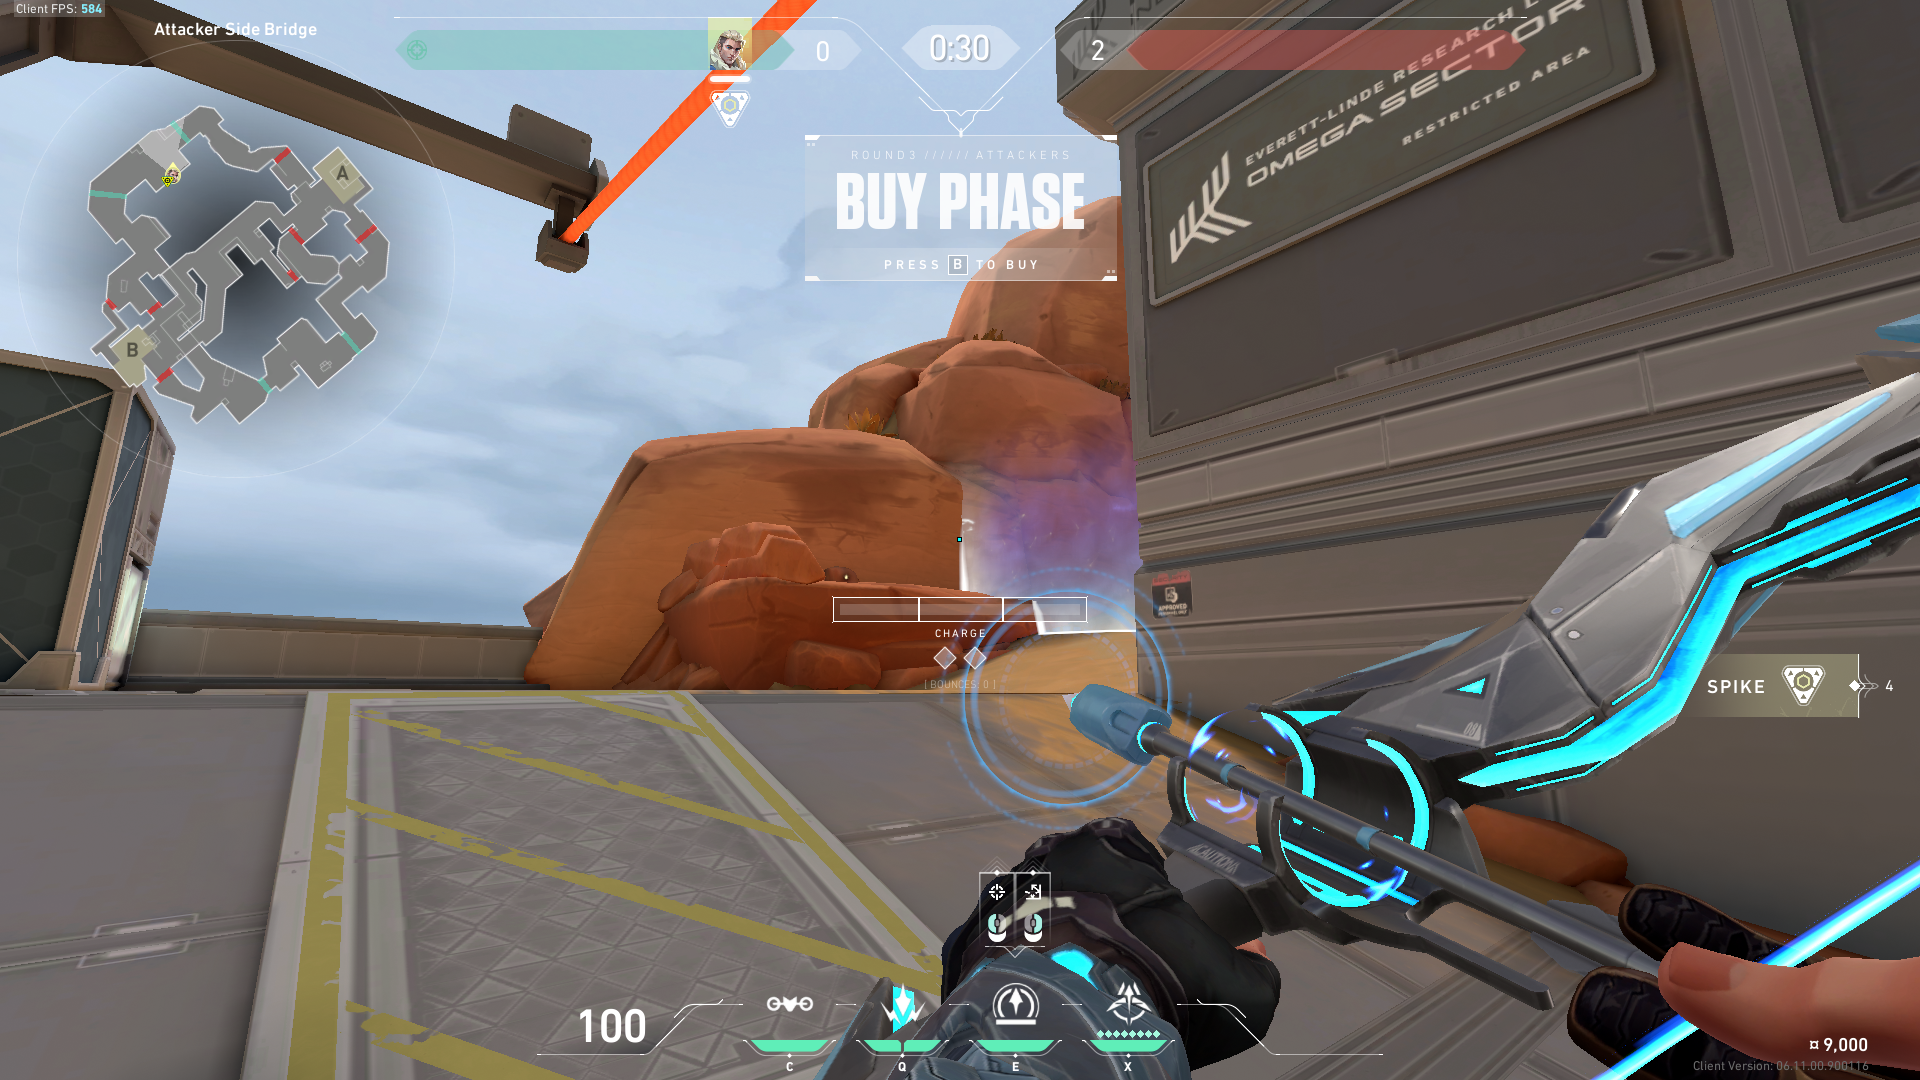 Client FPS: 584
Attacker Side Bridge
0
0:30
2
ROUND 3 ////// ATTACKERS
BUY PHASE
PRESS B TO BUY
EVERETT-LINDE RESEARCH
OMEGA SECTOR
RESTRICTED AREA
A
B
APPROVED
CHARGE
[ BOUNCES: 0 ]
SPIKE
4
CAUTION
100
C
Q
E
X
¤ 9,000
Client Version: 06.11.00.900116